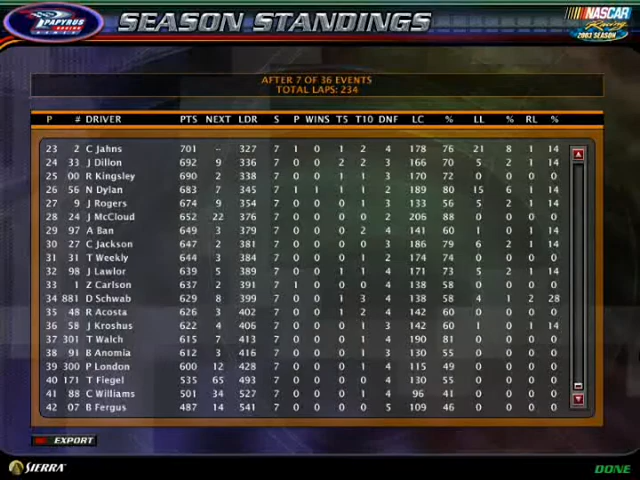 PAPYRUS
SEASON STANDINGS
NASCAR
Racing
2003 SEASON
AFTER 7 OF 36 EVENTS
TOTAL LAPS: 234
P # DRIVER PTS NEXT LDR S P WINS T5 T10 DNF LC % LL % RL %
23 2 C Jahns 701 – 327 7 1 0 1 2 4 178 76 21 8 1 14
24 33 J Dillon 692 9 336 7 0 0 2 2 3 166 70 5 2 1 14
25 00 R Kingsley 690 2 338 7 0 0 1 1 3 170 72 0 0 0 0
26 56 N Dylan 683 7 345 7 1 1 1 1 2 189 80 15 6 1 14
27 9 J Rogers 674 9 354 7 0 0 1 1 3 133 56 5 2 1 14
28 24 J McCloud 652 22 376 7 0 0 0 0 2 206 88 0 0 0 0
29 97 A Ban 649 3 379 7 0 0 0 2 4 141 60 1 0 1 14
30 27 C Jackson 647 2 381 7 0 0 0 0 3 186 79 6 2 1 14
31 31 T Weekly 644 3 384 7 0 0 0 1 2 174 74 0 0 0 0
32 98 J Lawlor 639 5 389 7 0 0 1 1 4 171 73 5 2 1 14
33 1 Z Carlson 637 2 391 7 1 0 0 0 4 138 58 0 0 0 0
34 881 D Schwab 629 8 399 7 0 0 1 3 4 138 58 4 1 2 28
35 48 R Acosta 626 3 402 7 0 0 1 2 4 142 60 0 0 0 0
36 58 J Kroshus 622 4 406 7 0 0 0 1 3 142 60 1 0 1 14
37 301 T Walch 615 7 413 7 0 0 0 1 2 190 81 0 0 0 0
38 91 B Anomia 612 3 416 7 0 0 0 1 4 130 55 0 0 0 0
39 300 P London 600 12 428 7 0 0 0 1 3 115 49 0 0 0 0
40 171 T Fiegel 535 65 493 7 0 0 0 0 4 130 55 0 0 0 0
41 88 C Williams 501 34 527 7 0 0 0 0 4 96 41 0 0 0 0
42 07 B Fergus 487 14 541 7 0 0 0 0 5 109 46 0 0 0 0
EXPORT
SIERRA
DONE